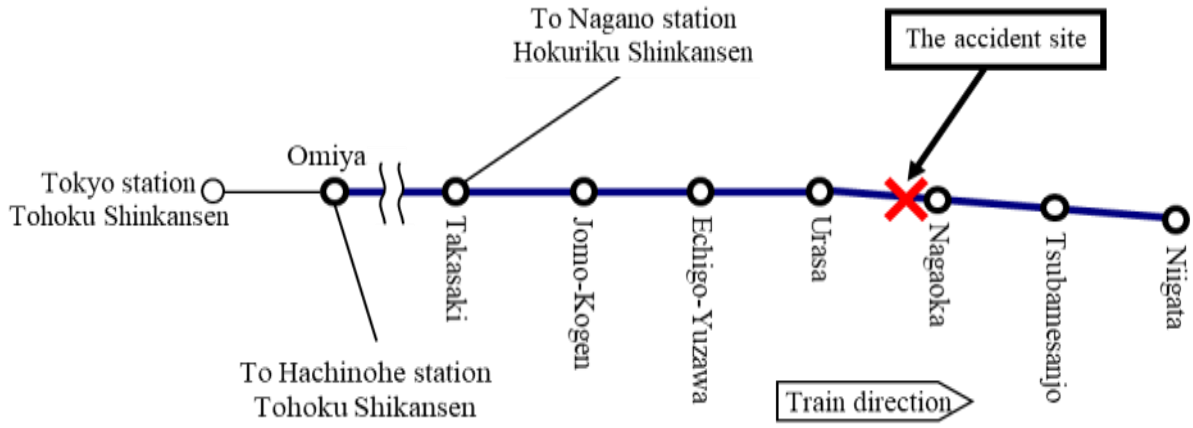 To Nagano station
Hokuriku Shinkansen
The accident site
Omiya
Tokyo station
Tohoku Shinkansen
Takasaki
Jomo-Kogen
Echigo-Yuzawa
Urasa
Nagaoka
Tsubamesanjo
Niigata
To Hachinohe station
Tohoku Shikansen
Train direction